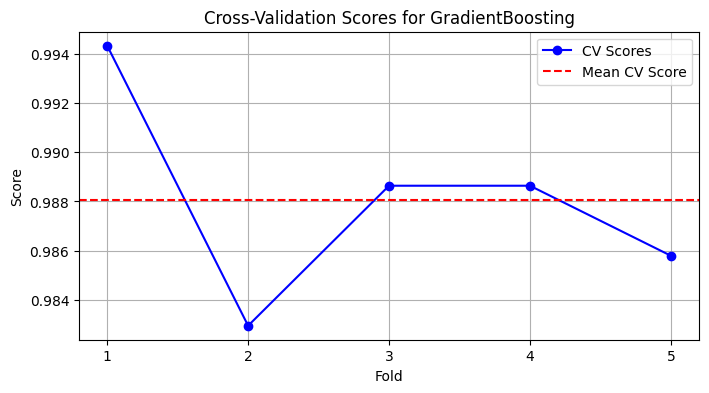 Cross-Validation Scores for GradientBoosting
CV Scores
Mean CV Score
Score
0.994
0.992
0.990
0.988
0.986
0.984
1
2
3
4
5
Fold